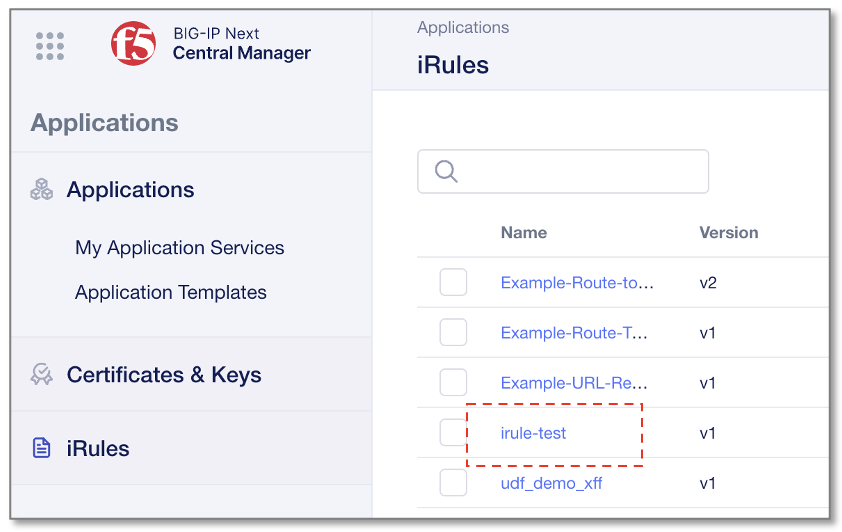 f5
BIG-IP Next
Central Manager
Applications
Applications
My Application Services
Application Templates
Certificates & Keys
iRules
Applications
iRules
Name Version
Example-Route-to... v2
Example-Route-T... v1
Example-URL-Re... v1
irule-test v1
udf_demo_xff v1